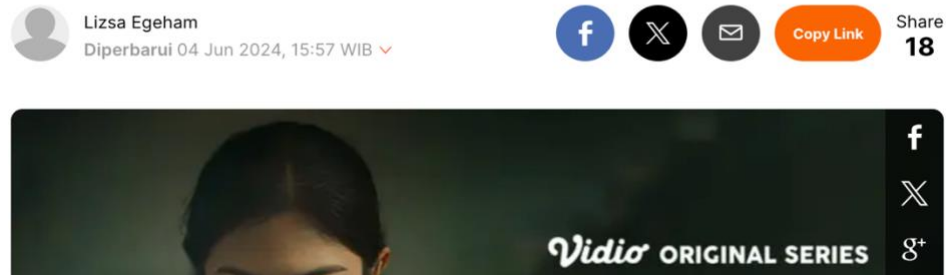 Lizsa Egeham
Diperbarui 04 Jun 2024, 15:57 WIB
Copy Link
Share
18
Vidio ORIGINAL SERIES